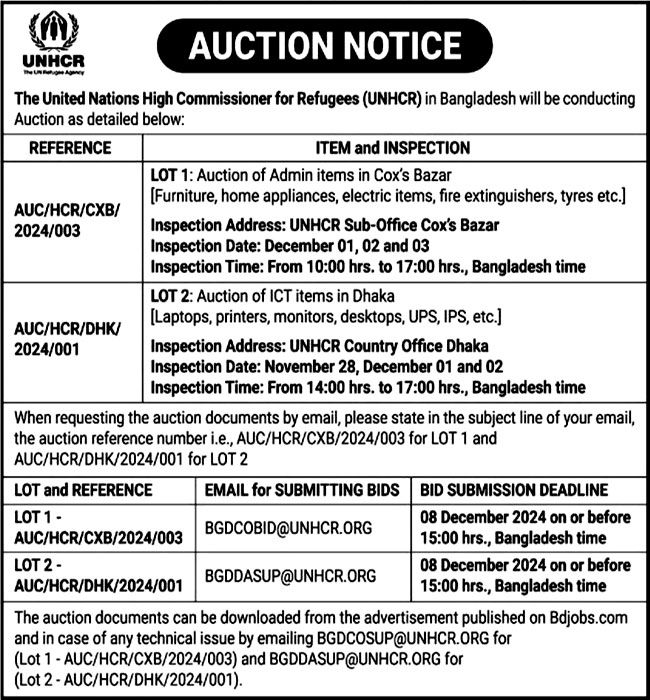 UNHCR
The UN Refugee Agency
AUCTION NOTICE
The United Nations High Commissioner for Refugees (UNHCR) in Bangladesh will be conducting
Auction as detailed below:
REFERENCE
ITEM and INSPECTION
AUC/HCR/CXB/
2024/003
LOT 1: Auction of Admin items in Cox's Bazar
[Furniture, home appliances, electric items, fire extinguishers, tyres etc.]
Inspection Address: UNHCR Sub-Office Cox's Bazar
Inspection Date: December 01, 02 and 03
Inspection Time: From 10:00 hrs. to 17:00 hrs., Bangladesh time
AUC/HCR/DHK/
2024/001
LOT 2: Auction of ICT items in Dhaka
[Laptops, printers, monitors, desktops, UPS, IPS, etc.]
Inspection Address: UNHCR Country Office Dhaka
Inspection Date: November 28, December 01 and 02
Inspection Time: From 14:00 hrs. to 17:00 hrs., Bangladesh time
When requesting the auction documents by email, please state in the subject line of your email,
the auction reference number i.e., AUC/HCR/CXB/2024/003 for LOT 1 and
AUC/HCR/DHK/2024/001 for LOT 2
LOT and REFERENCE
EMAIL for SUBMITTING BIDS
BID SUBMISSION DEADLINE
LOT 1 -
AUC/HCR/CXB/2024/003
BGDCOBID@UNHCR.ORG
08 December 2024 on or before
15:00 hrs., Bangladesh time
LOT 2 -
AUC/HCR/DHK/2024/001
BGDDASUP@UNHCR.ORG
08 December 2024 on or before
15:00 hrs., Bangladesh time
The auction documents can be downloaded from the advertisement published on Bdjobs.com
and in case of any technical issue by emailing BGDCOSUP@UNHCR.ORG for
(Lot 1 - AUC/HCR/CXB/2024/003) and BGDDASUP@UNHCR.ORG for
(Lot 2 - AUC/HCR/DHK/2024/001).